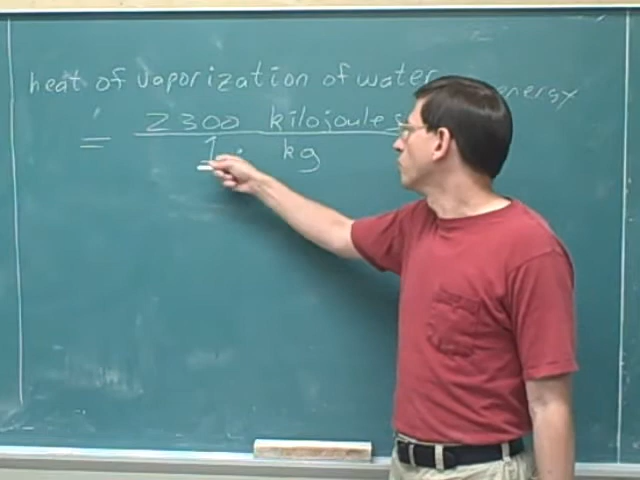 heat of vaporization of water energy
= 2300 kilojoules
1 kg